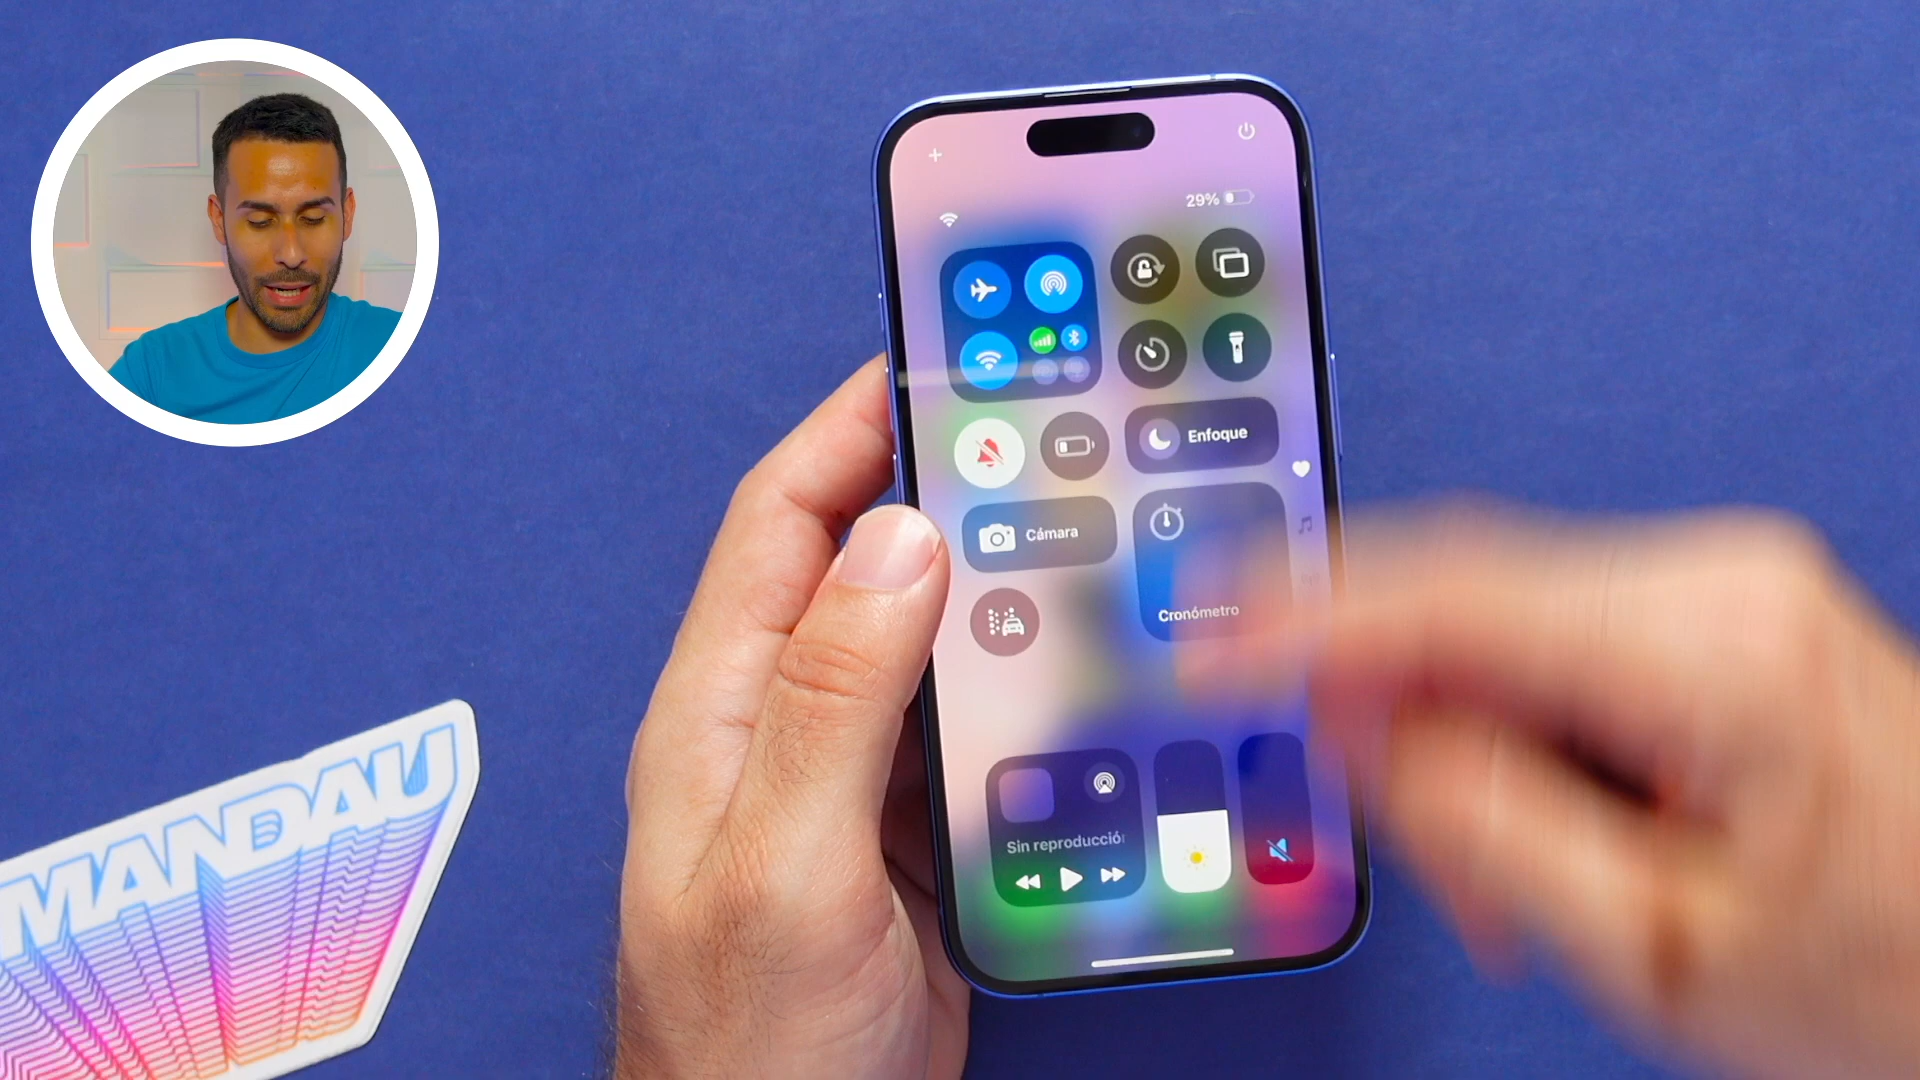 29%
Enfoque
Cámara
Cronómetro
Sin reproducció
MANDAU